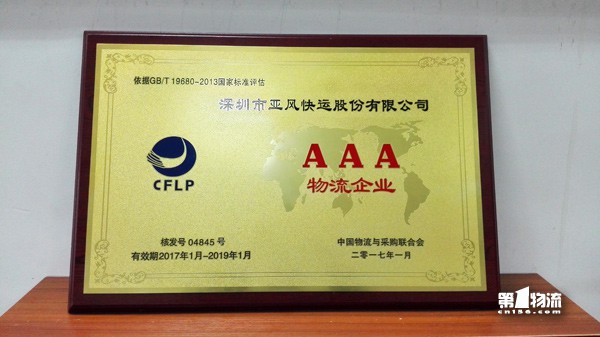 依据GB/T 19680-2013国家标准评估
深圳市亚风快运股份有限公司
CFLP
AAA
物流企业
核发号 04845 号
有效期2017年1月-2019年1月
中国物流与采购联合会
二零一七年一月
第1物流
cn156.com